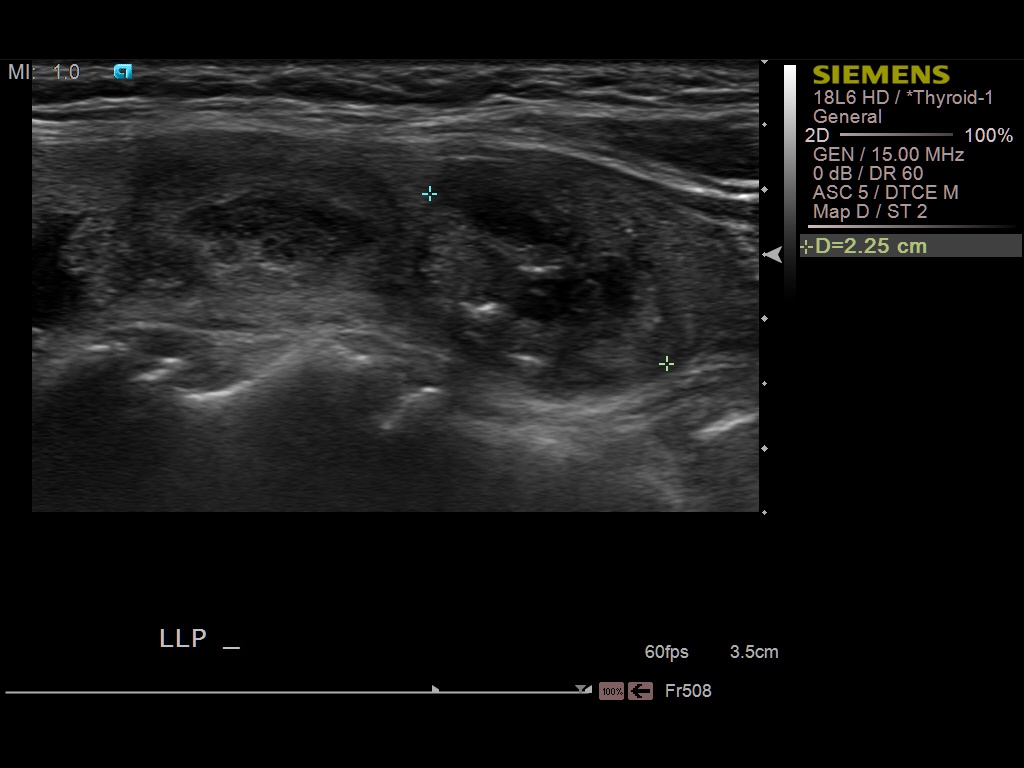 MI: 1.0
SIEMENS
18L6 HD / *Thyroid-1
General
2D 100%
GEN / 15.00 MHz
0 dB / DR 60
ASC 5 / DTCE M
Map D / ST 2
D=2.25 cm
LLP _
60fps 3.5cm
100% Fr508